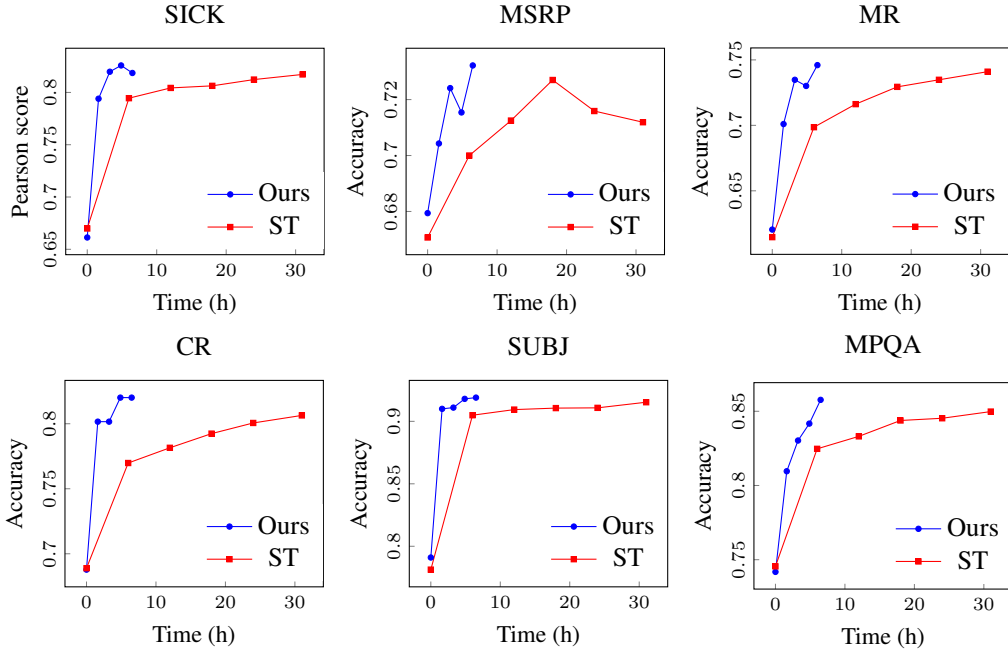 SICK
Pearson score
0.8
0.75
0.7
0.65
Ours
ST
0 10 20 30
Time (h)
MSRP
Accuracy
0.72
0.7
0.68
Ours
ST
0 10 20 30
Time (h)
MR
Accuracy
0.75
0.7
0.65
Ours
ST
0 10 20 30
Time (h)
CR
Accuracy
0.8
0.75
0.7
Ours
ST
0 10 20 30
Time (h)
SUBJ
Accuracy
0.9
0.85
0.8
Ours
ST
0 10 20 30
Time (h)
MPQA
Accuracy
0.85
0.8
0.75
Ours
ST
0 10 20 30
Time (h)